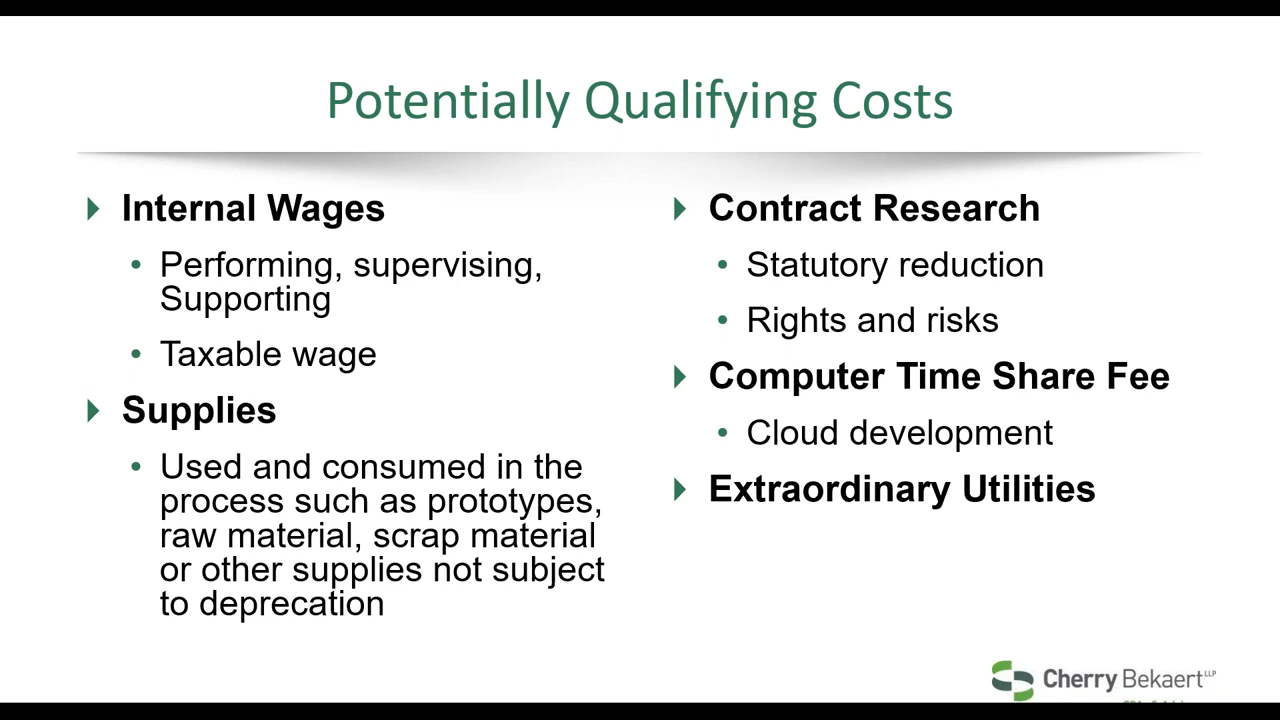 Potentially Qualifying Costs
Internal Wages
Performing, supervising,
Supporting
Taxable wage
Supplies
Used and consumed in the
process such as prototypes,
raw material, scrap material
or other supplies not subject
to deprecation
Contract Research
Statutory reduction
Rights and risks
Computer Time Share Fee
Cloud development
Extraordinary Utilities
Cherry Bekaert LLP